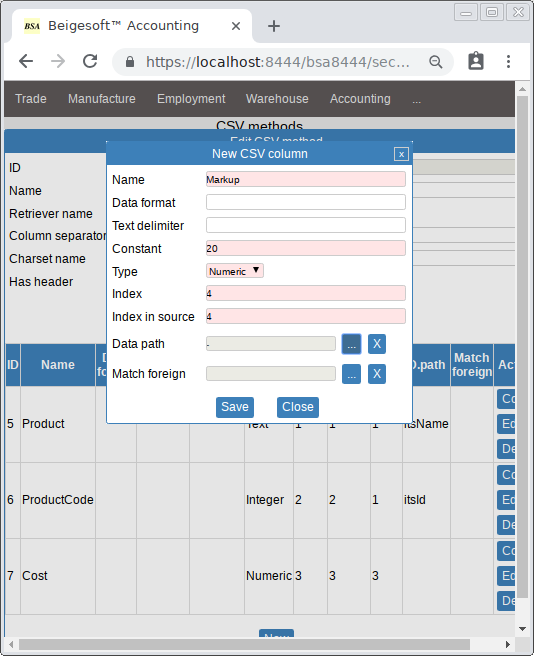 BSA Beigesoft™ Accounting
https://localhost:8444/bsa8444/sec...
Trade Manufacture Employment Warehouse Accounting ...
CSV methods
Edit CSV method
New CSV column x
ID
Name
Retriever name
Column separator
Charset name
Has header
Name Markup
Data format
Text delimiter
Constant 20
Type Numeric
Index 4
Index in source 4
Data path - ... X
Match foreign ... X
Save Close
ID Name Match foreign
5 Product Text 1 1 1 itsName
6 ProductCode Integer 2 2 1 itsId
7 Cost Numeric 3 3 3
Co
Ed
De
Co
Ed
De
Co
Ed
De
New